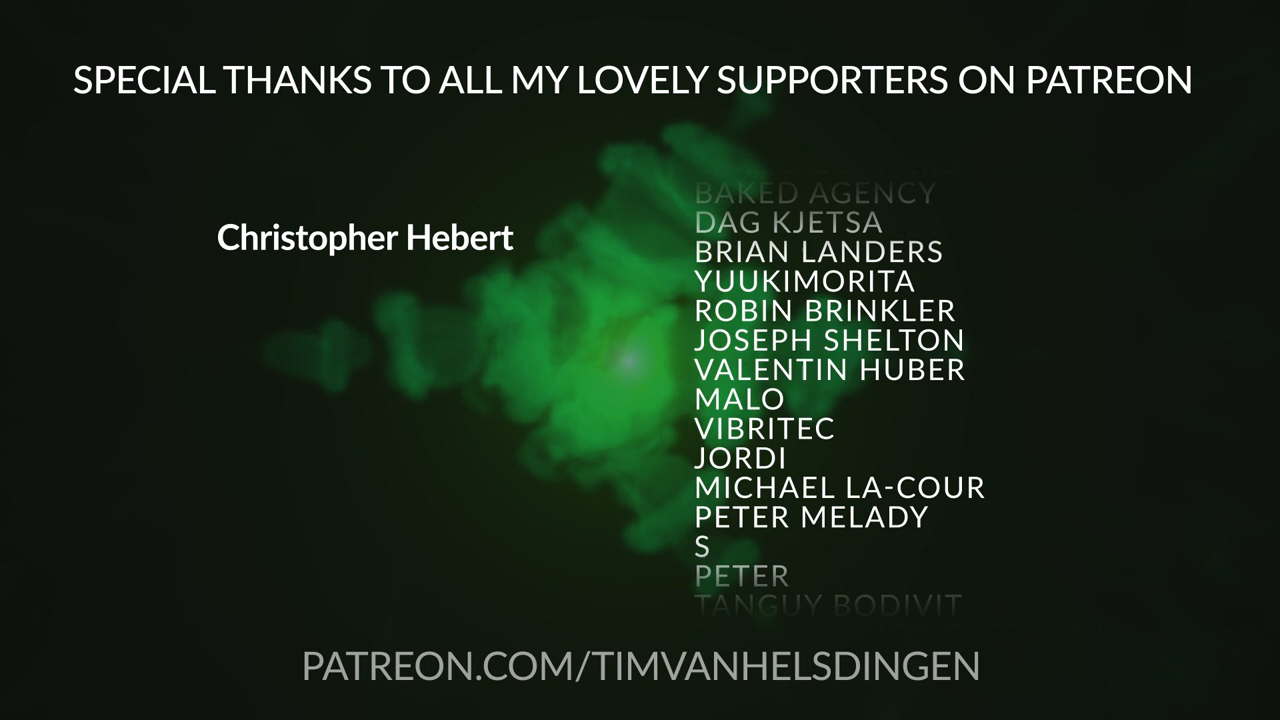 SPECIAL THANKS TO ALL MY LOVELY SUPPORTERS ON PATREON
Christopher Hebert
BAKED AGENCY
DAG KJETSA
BRIAN LANDERS
YUUKIMORITA
ROBIN BRINKLER
JOSEPH SHELTON
VALENTIN HUBER
MALO
VIBRITEC
JORDI
MICHAEL LA-COUR
PETER MELADY
S
PETER
TANGUY BODIVIT
PATREON.COM/TIMVANHELSDINGEN